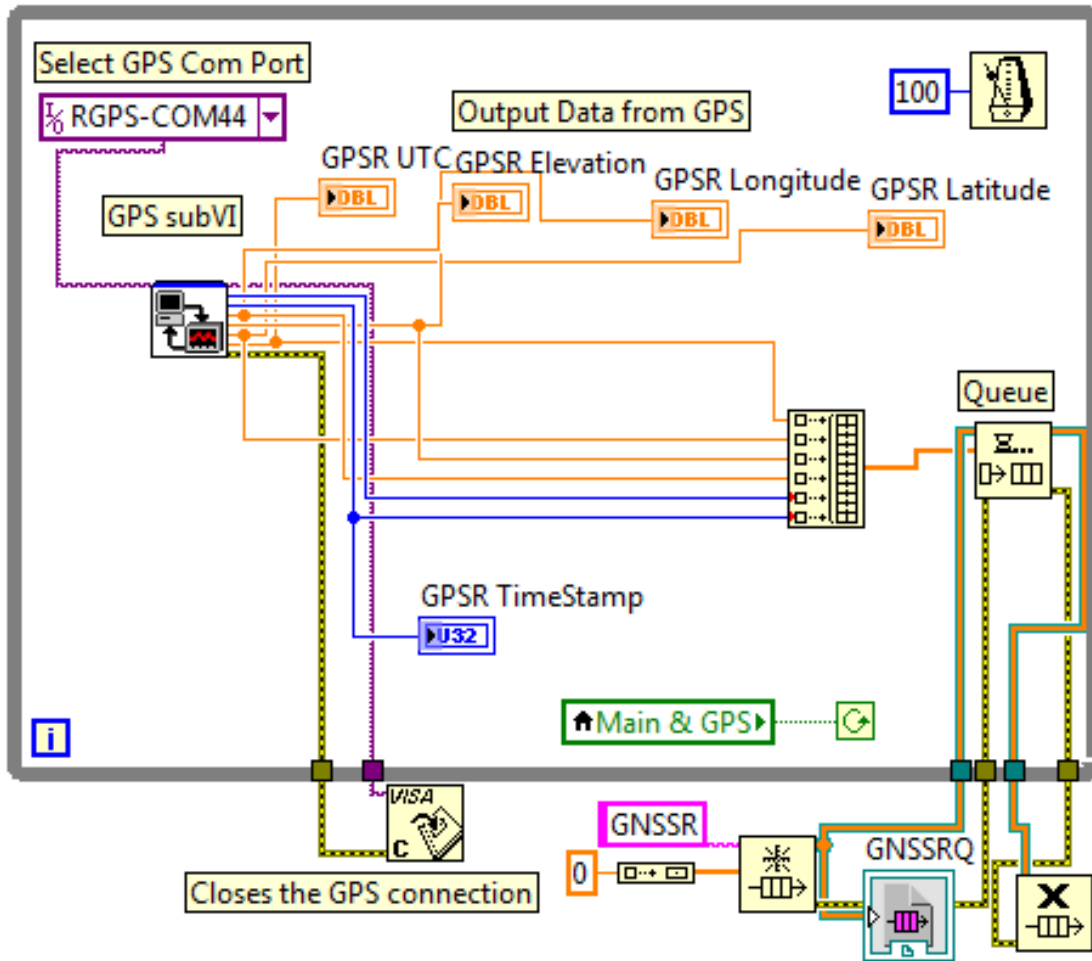 Select GPS Com Port
I/O RGPS-COM44
100
Output Data from GPS
GPSR UTC
GPSR Elevation
GPSR Longitude
GPSR Latitude
DBL
DBL
DBL
DBL
GPS subVI
Queue
GPSR TimeStamp
U32
Main & GPS
i
VISA
C
GNSSR
GNSSRQ
0
X
Closes the GPS connection